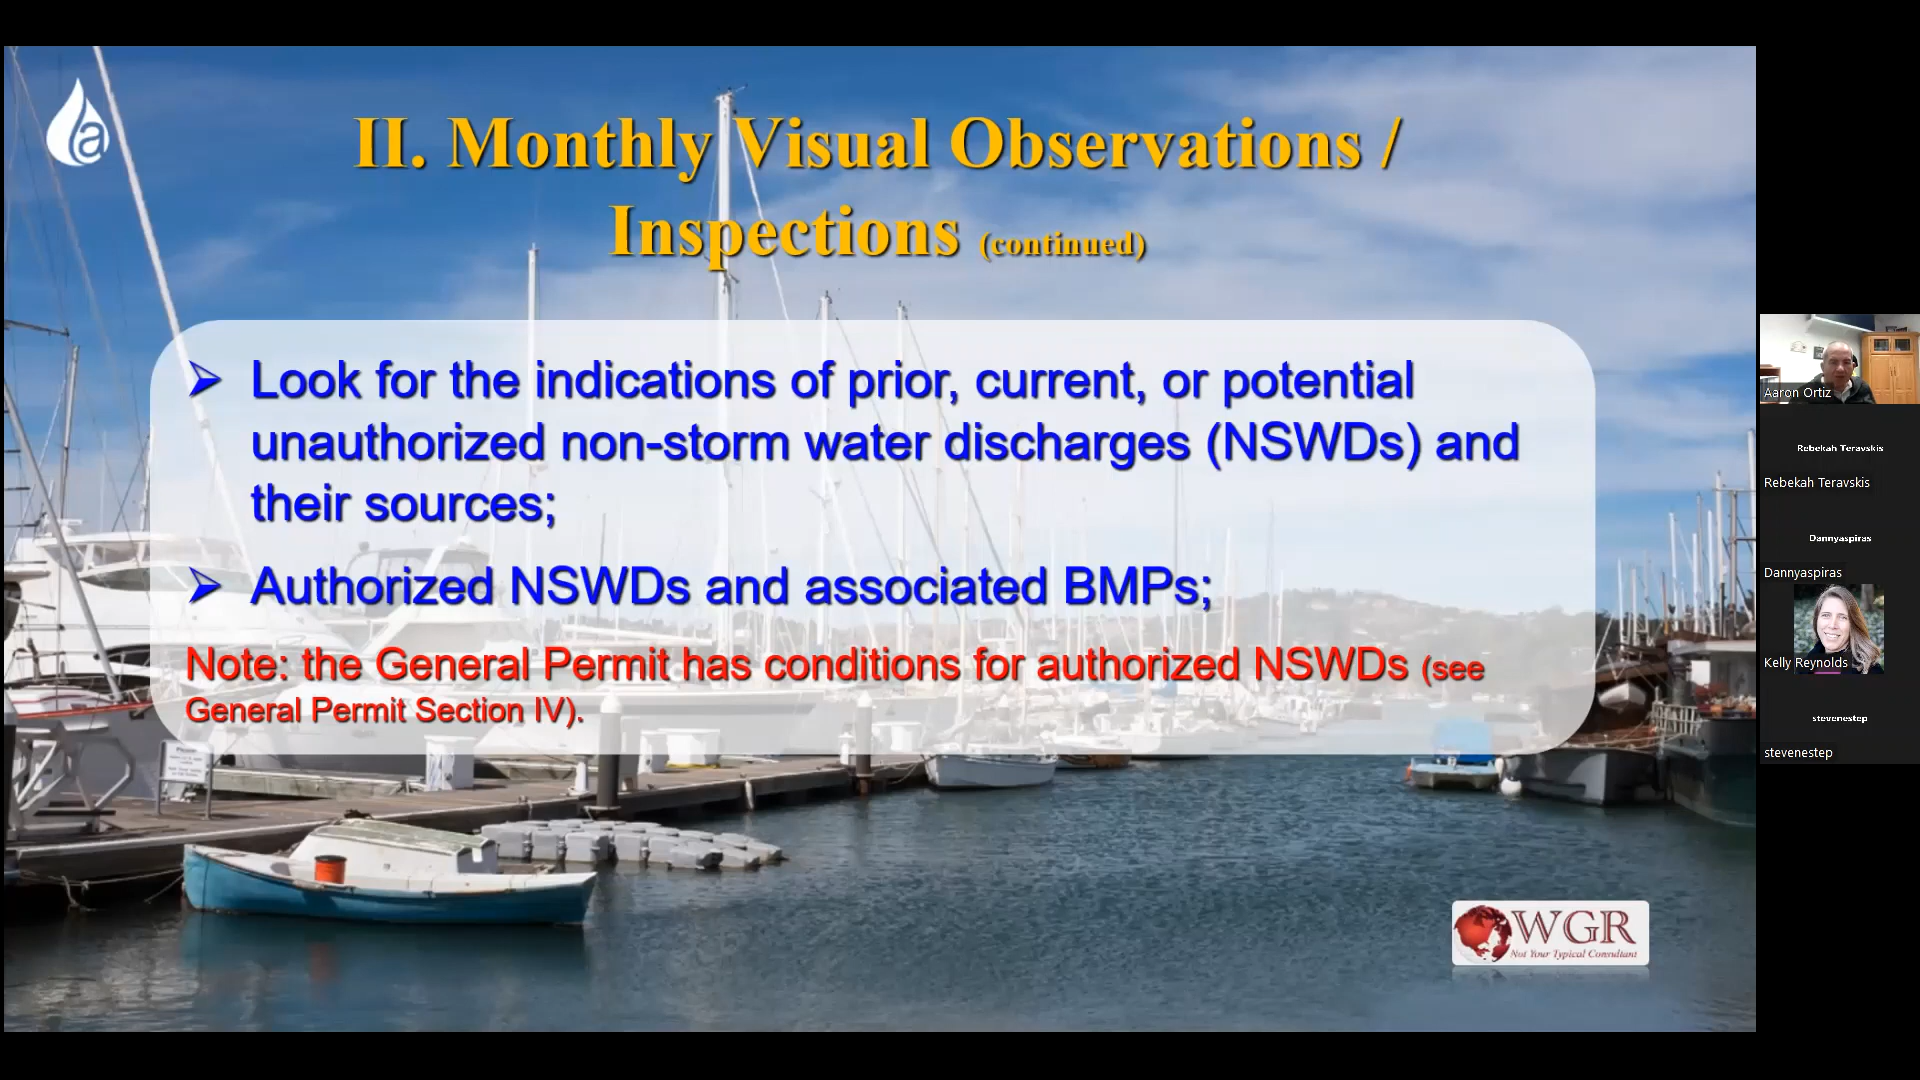 II. Monthly Visual Observations /
Inspections (continued)
➢ Look for the indications of prior, current, or potential
unauthorized non-storm water discharges (NSWDs) and
their sources;
➢ Authorized NSWDs and associated BMPs;
Note: the General Permit has conditions for authorized NSWDs (see
General Permit Section IV).
a
WGR
Not Your Typical Consultant
Aaron Ortiz
Rebekah Teravskis
Rebekah Teravskis
Dannyaspiras
Dannyaspiras
Kelly Reynolds
stevenestep
stevenestep